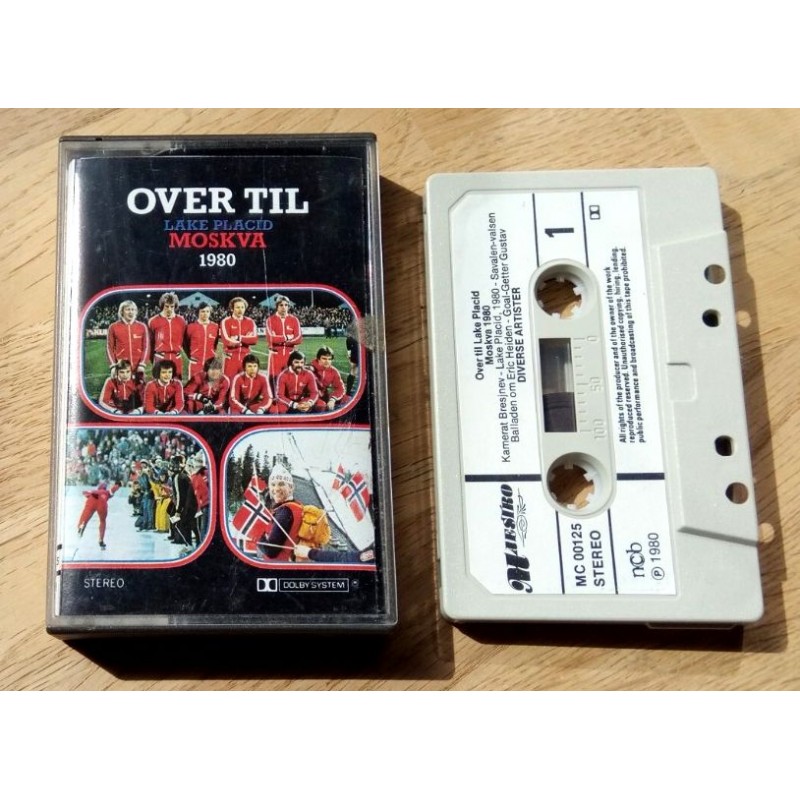 OVER TIL
LAKE PLACID
MOSKVA
1980
STEREO
DOLBY SYSTEM
Over til Lake Placid
Moskva 1980
Kamerat Bresjnev - Lake Placid, 1980 - Savalen-valsen
Balladen om Eric Heiden - Goal-Getter Gustav
DIVERSE ARTISTER
1
100 50 0
All rights of the producer and of the owner of the work
reproduced reserved. Unauthorised copying, hiring, lending,
public performance and broadcasting of this tape prohibited.
MAESTRO
MC 00125
STEREO
ncb
Ⓟ 1980